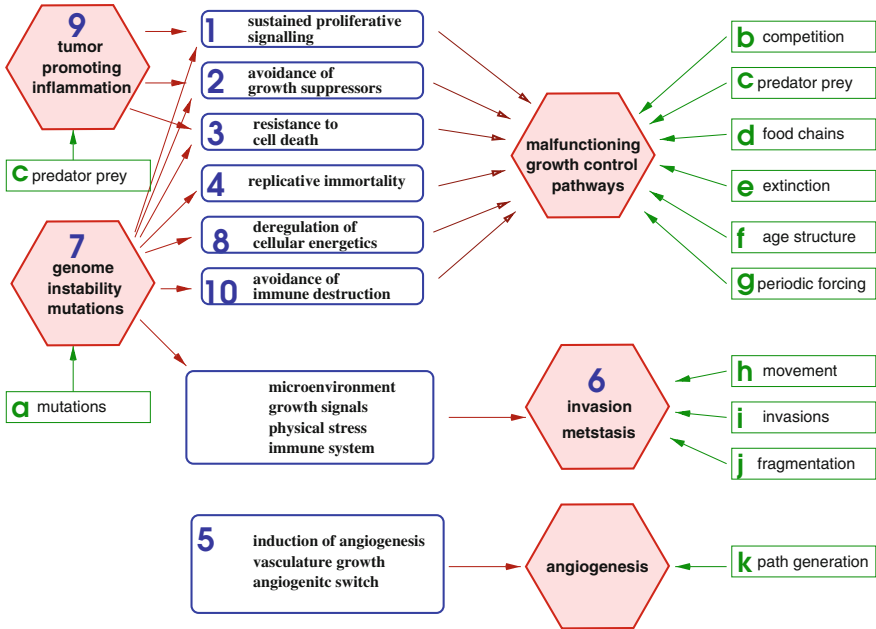 9
tumor
promoting
inflammation
c predator prey
7
genome
instability
mutations
a mutations
1 sustained proliferative
signalling
2 avoidance of
growth suppressors
3 resistance to
cell death
4 replicative immortality
8 deregulation of
cellular energetics
10 avoidance of
immune destruction
microenvironment
growth signals
physical stress
immune system
5 induction of angiogenesis
vasculature growth
angiogenitc switch
malfunctioning
growth control
pathways
6
invasion
metstasis
angiogenesis
b competition
c predator prey
d food chains
e extinction
f age structure
g periodic forcing
h movement
i invasions
j fragmentation
k path generation